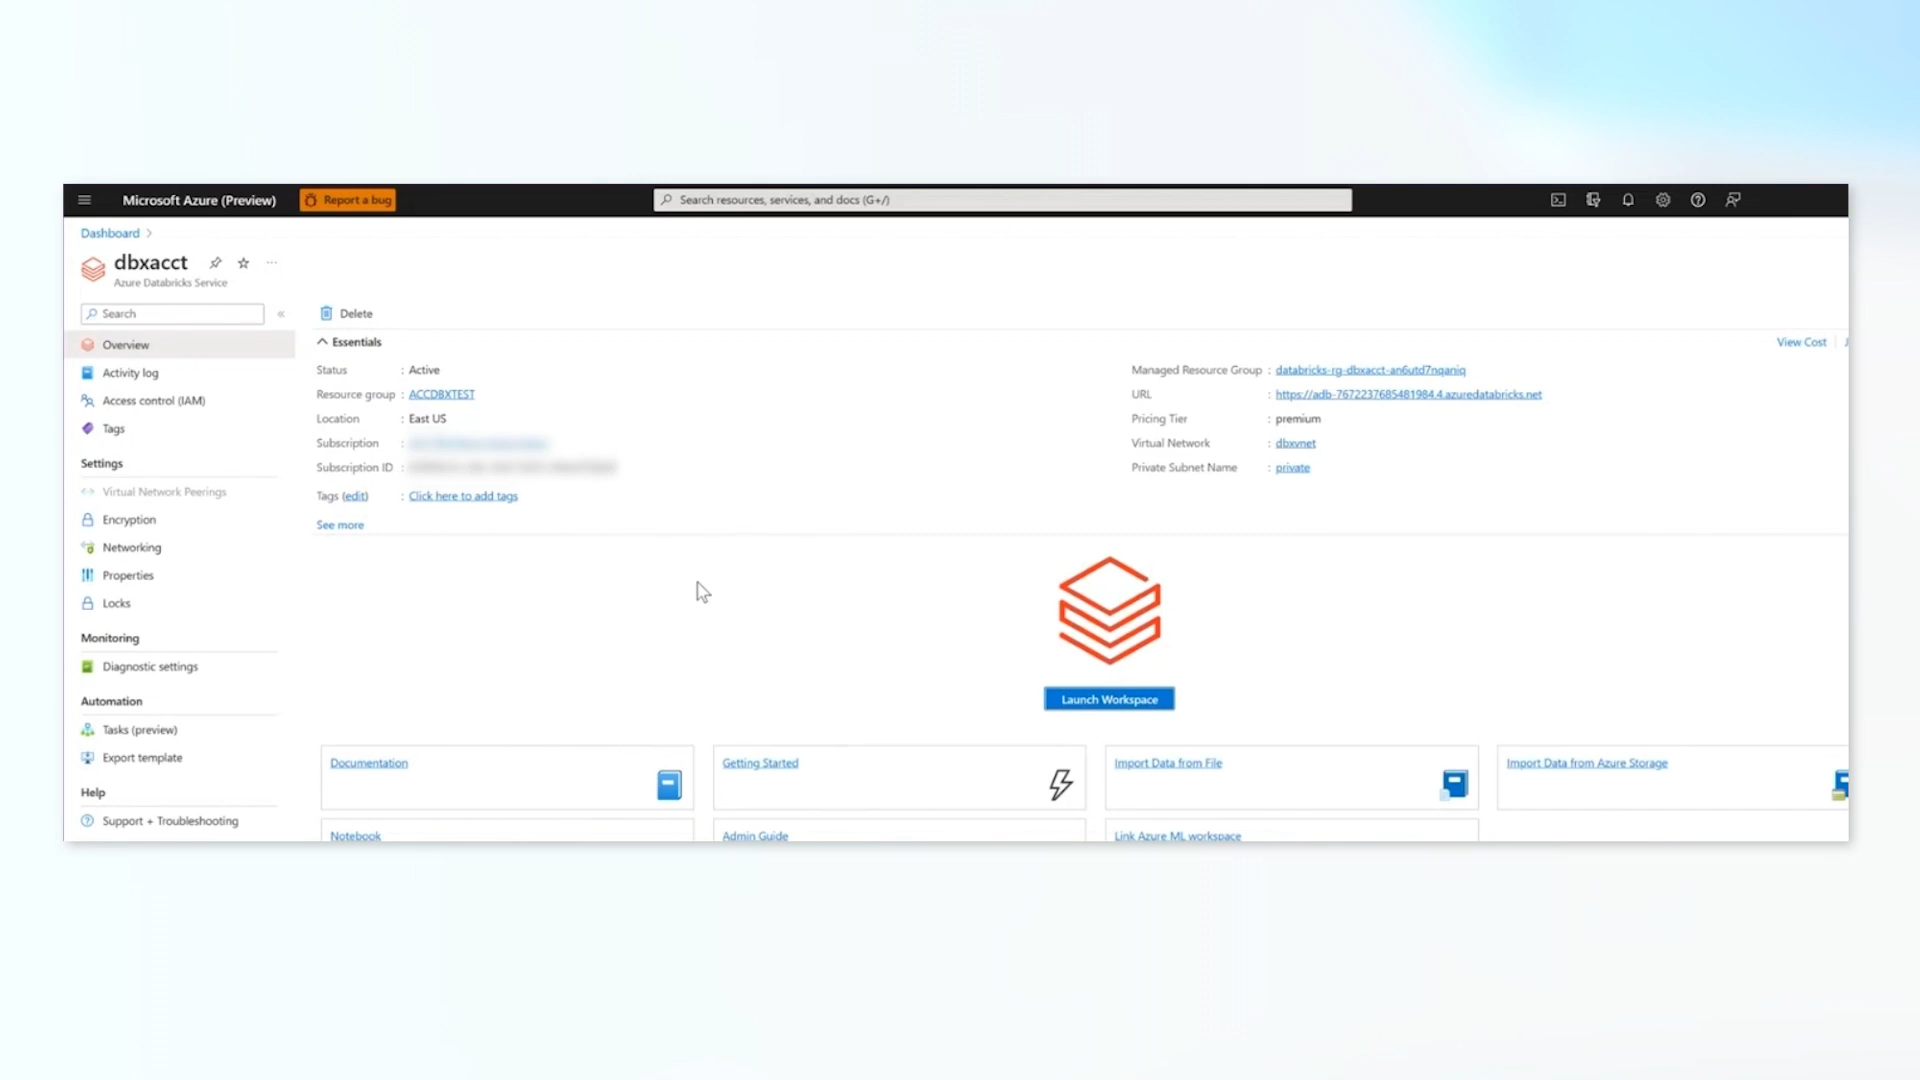 Microsoft Azure (Preview)
Report a bug
Search resources, services, and docs (G+/)
Dashboard >
dbxacct
Azure Databricks Service
Search
«
Overview
Activity log
Access control (IAM)
Tags
Settings
Virtual Network Peerings
Encryption
Networking
Properties
Locks
Monitoring
Diagnostic settings
Automation
Tasks (preview)
Export template
Help
Support + Troubleshooting
Delete
Essentials
View Cost
Status : Active
Resource group : ACCDBXTEST
Location : East US
Subscription :
Subscription ID :
Tags (edit) : Click here to add tags
See more
Managed Resource Group : databricks-rg-dbxacct-an6utd7nqaniq
URL : https://adb-7672237685481984.4.azuredatabricks.net
Pricing Tier : premium
Virtual Network : dbxvnet
Private Subnet Name : private
Launch Workspace
Documentation
Getting Started
Import Data from File
Import Data from Azure Storage
Notebook
Admin Guide
Link Azure ML workspace